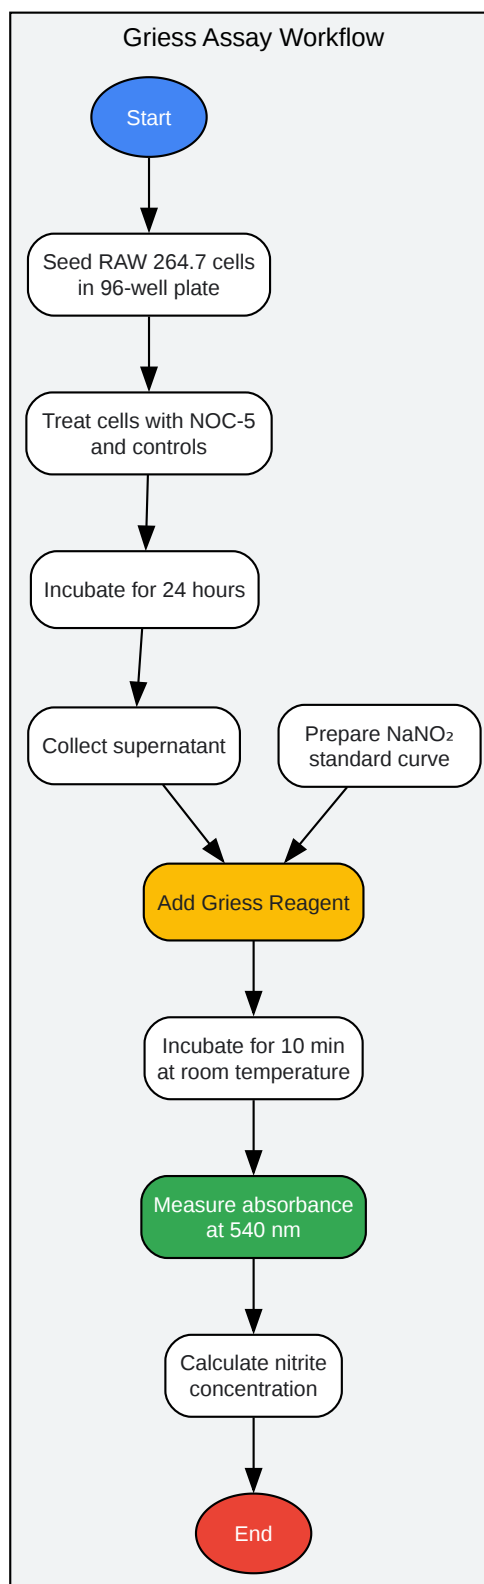 Griess Assay Workflow
Start
Seed RAW 264.7 cells
in 96-well plate
Treat cells with NOC-5
and controls
Incubate for 24 hours
Collect supernatant
Prepare NaNO₂
standard curve
Add Griess Reagent
Incubate for 10 min
at room temperature
Measure absorbance
at 540 nm
Calculate nitrite
concentration
End